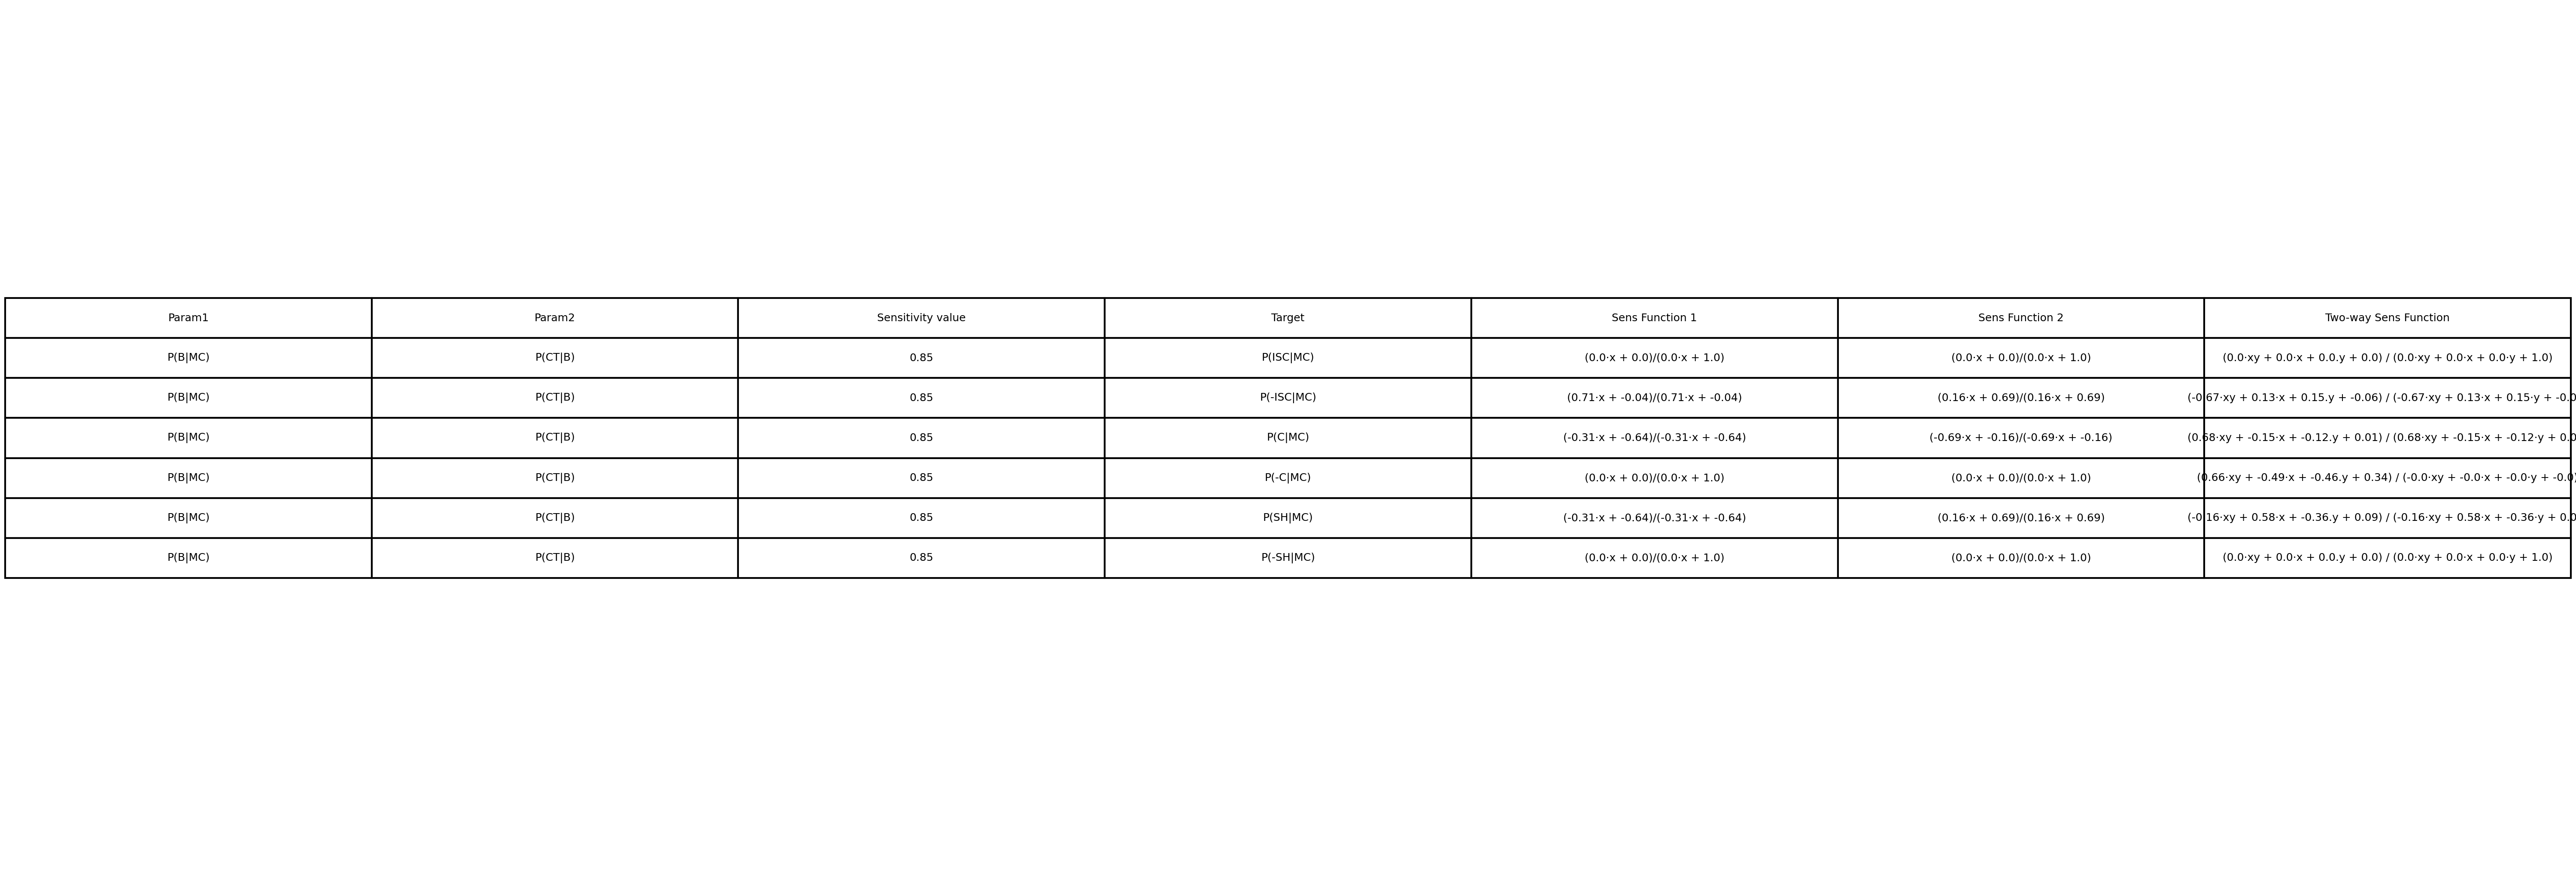 Param1 Param2 Sensitivity value Target Sens Function 1 Sens Function 2 Two-way Sens Function
P(B|MC) P(CT|B) 0.85 P(ISC|MC) (0.0·x + 0.0)/(0.0·x + 1.0) (0.0·x + 0.0)/(0.0·x + 1.0) (0.0·xy + 0.0·x + 0.0.y + 0.0) / (0.0·xy + 0.0·x + 0.0·y + 1.0)
P(B|MC) P(CT|B) 0.85 P(-ISC|MC) (0.71·x + -0.04)/(0.71·x + -0.04) (0.16·x + 0.69)/(0.16·x + 0.69) (-0.67·xy + 0.13·x + 0.15.y + -0.06) / (-0.67·xy + 0.13·x + 0.15·y + -0.0
P(B|MC) P(CT|B) 0.85 P(C|MC) (-0.31·x + -0.64)/(-0.31·x + -0.64) (-0.69·x + -0.16)/(-0.69·x + -0.16) (0.68·xy + -0.15·x + -0.12.y + 0.01) / (0.68·xy + -0.15·x + -0.12·y + 0.0
P(B|MC) P(CT|B) 0.85 P(-C|MC) (0.0·x + 0.0)/(0.0·x + 1.0) (0.0·x + 0.0)/(0.0·x + 1.0) (0.66·xy + -0.49·x + -0.46.y + 0.34) / (-0.0·xy + -0.0·x + -0.0·y + -0.0)
P(B|MC) P(CT|B) 0.85 P(SH|MC) (-0.31·x + -0.64)/(-0.31·x + -0.64) (0.16·x + 0.69)/(0.16·x + 0.69) (-0.16·xy + 0.58·x + -0.36.y + 0.09) / (-0.16·xy + 0.58·x + -0.36·y + 0.0
P(B|MC) P(CT|B) 0.85 P(-SH|MC) (0.0·x + 0.0)/(0.0·x + 1.0) (0.0·x + 0.0)/(0.0·x + 1.0) (0.0·xy + 0.0·x + 0.0.y + 0.0) / (0.0·xy + 0.0·x + 0.0·y + 1.0)